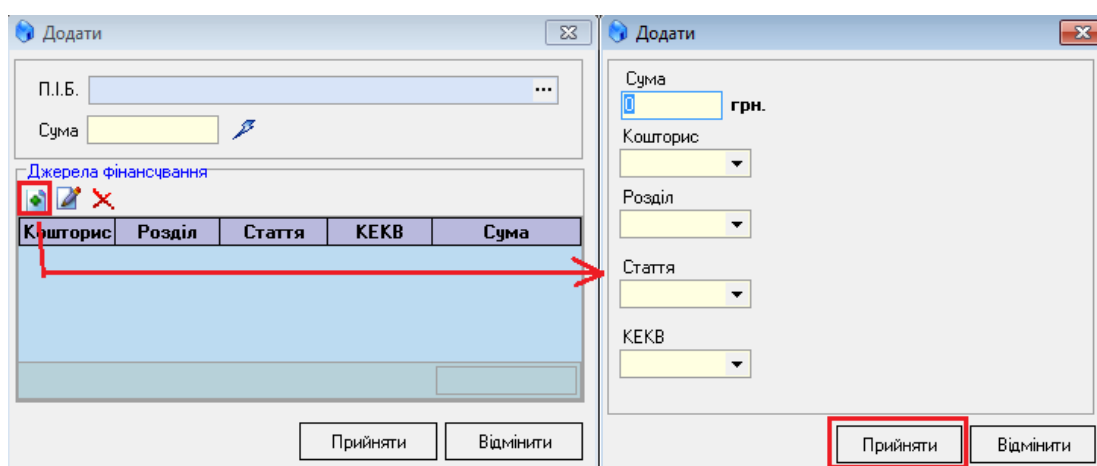 Додати
П.І.Б.
Сума
Джерела фінансування
Кошторис Розділ Стаття КЕКВ Сума
Прийняти Відмінити
Додати
Сума
0 грн.
Кошторис
Розділ
Стаття
КЕКВ
Прийняти Відмінити